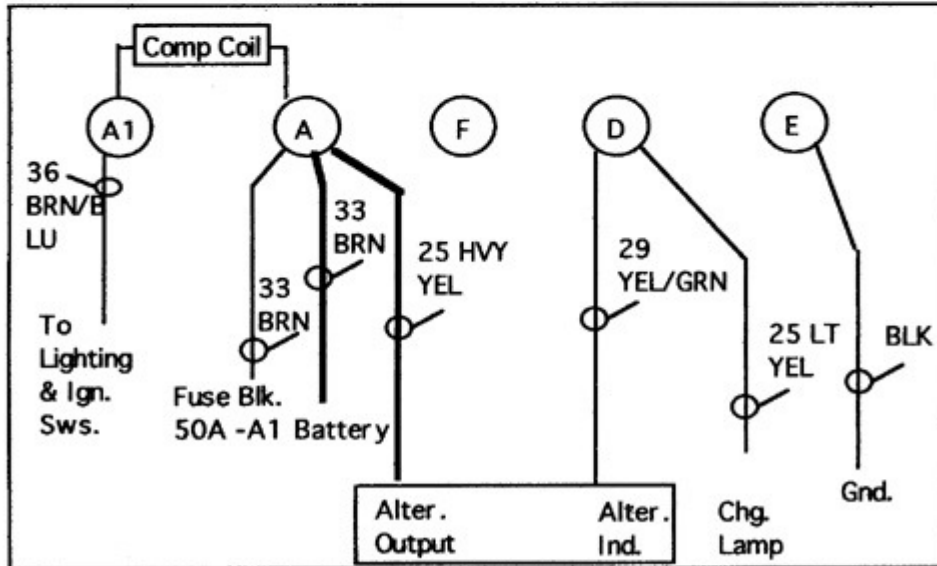 Comp Coil
A1
A
F
D
E
36
BRN/B
LU
33
BRN
33
BRN
25 HVY
YEL
29
YEL/GRN
25 LT
YEL
BLK
To
Lighting
& Ign.
Sws.
Fuse Blk.
50A -A1 Battery
Alter.
Output
Alter.
Ind.
Chg.
Lamp
Gnd.